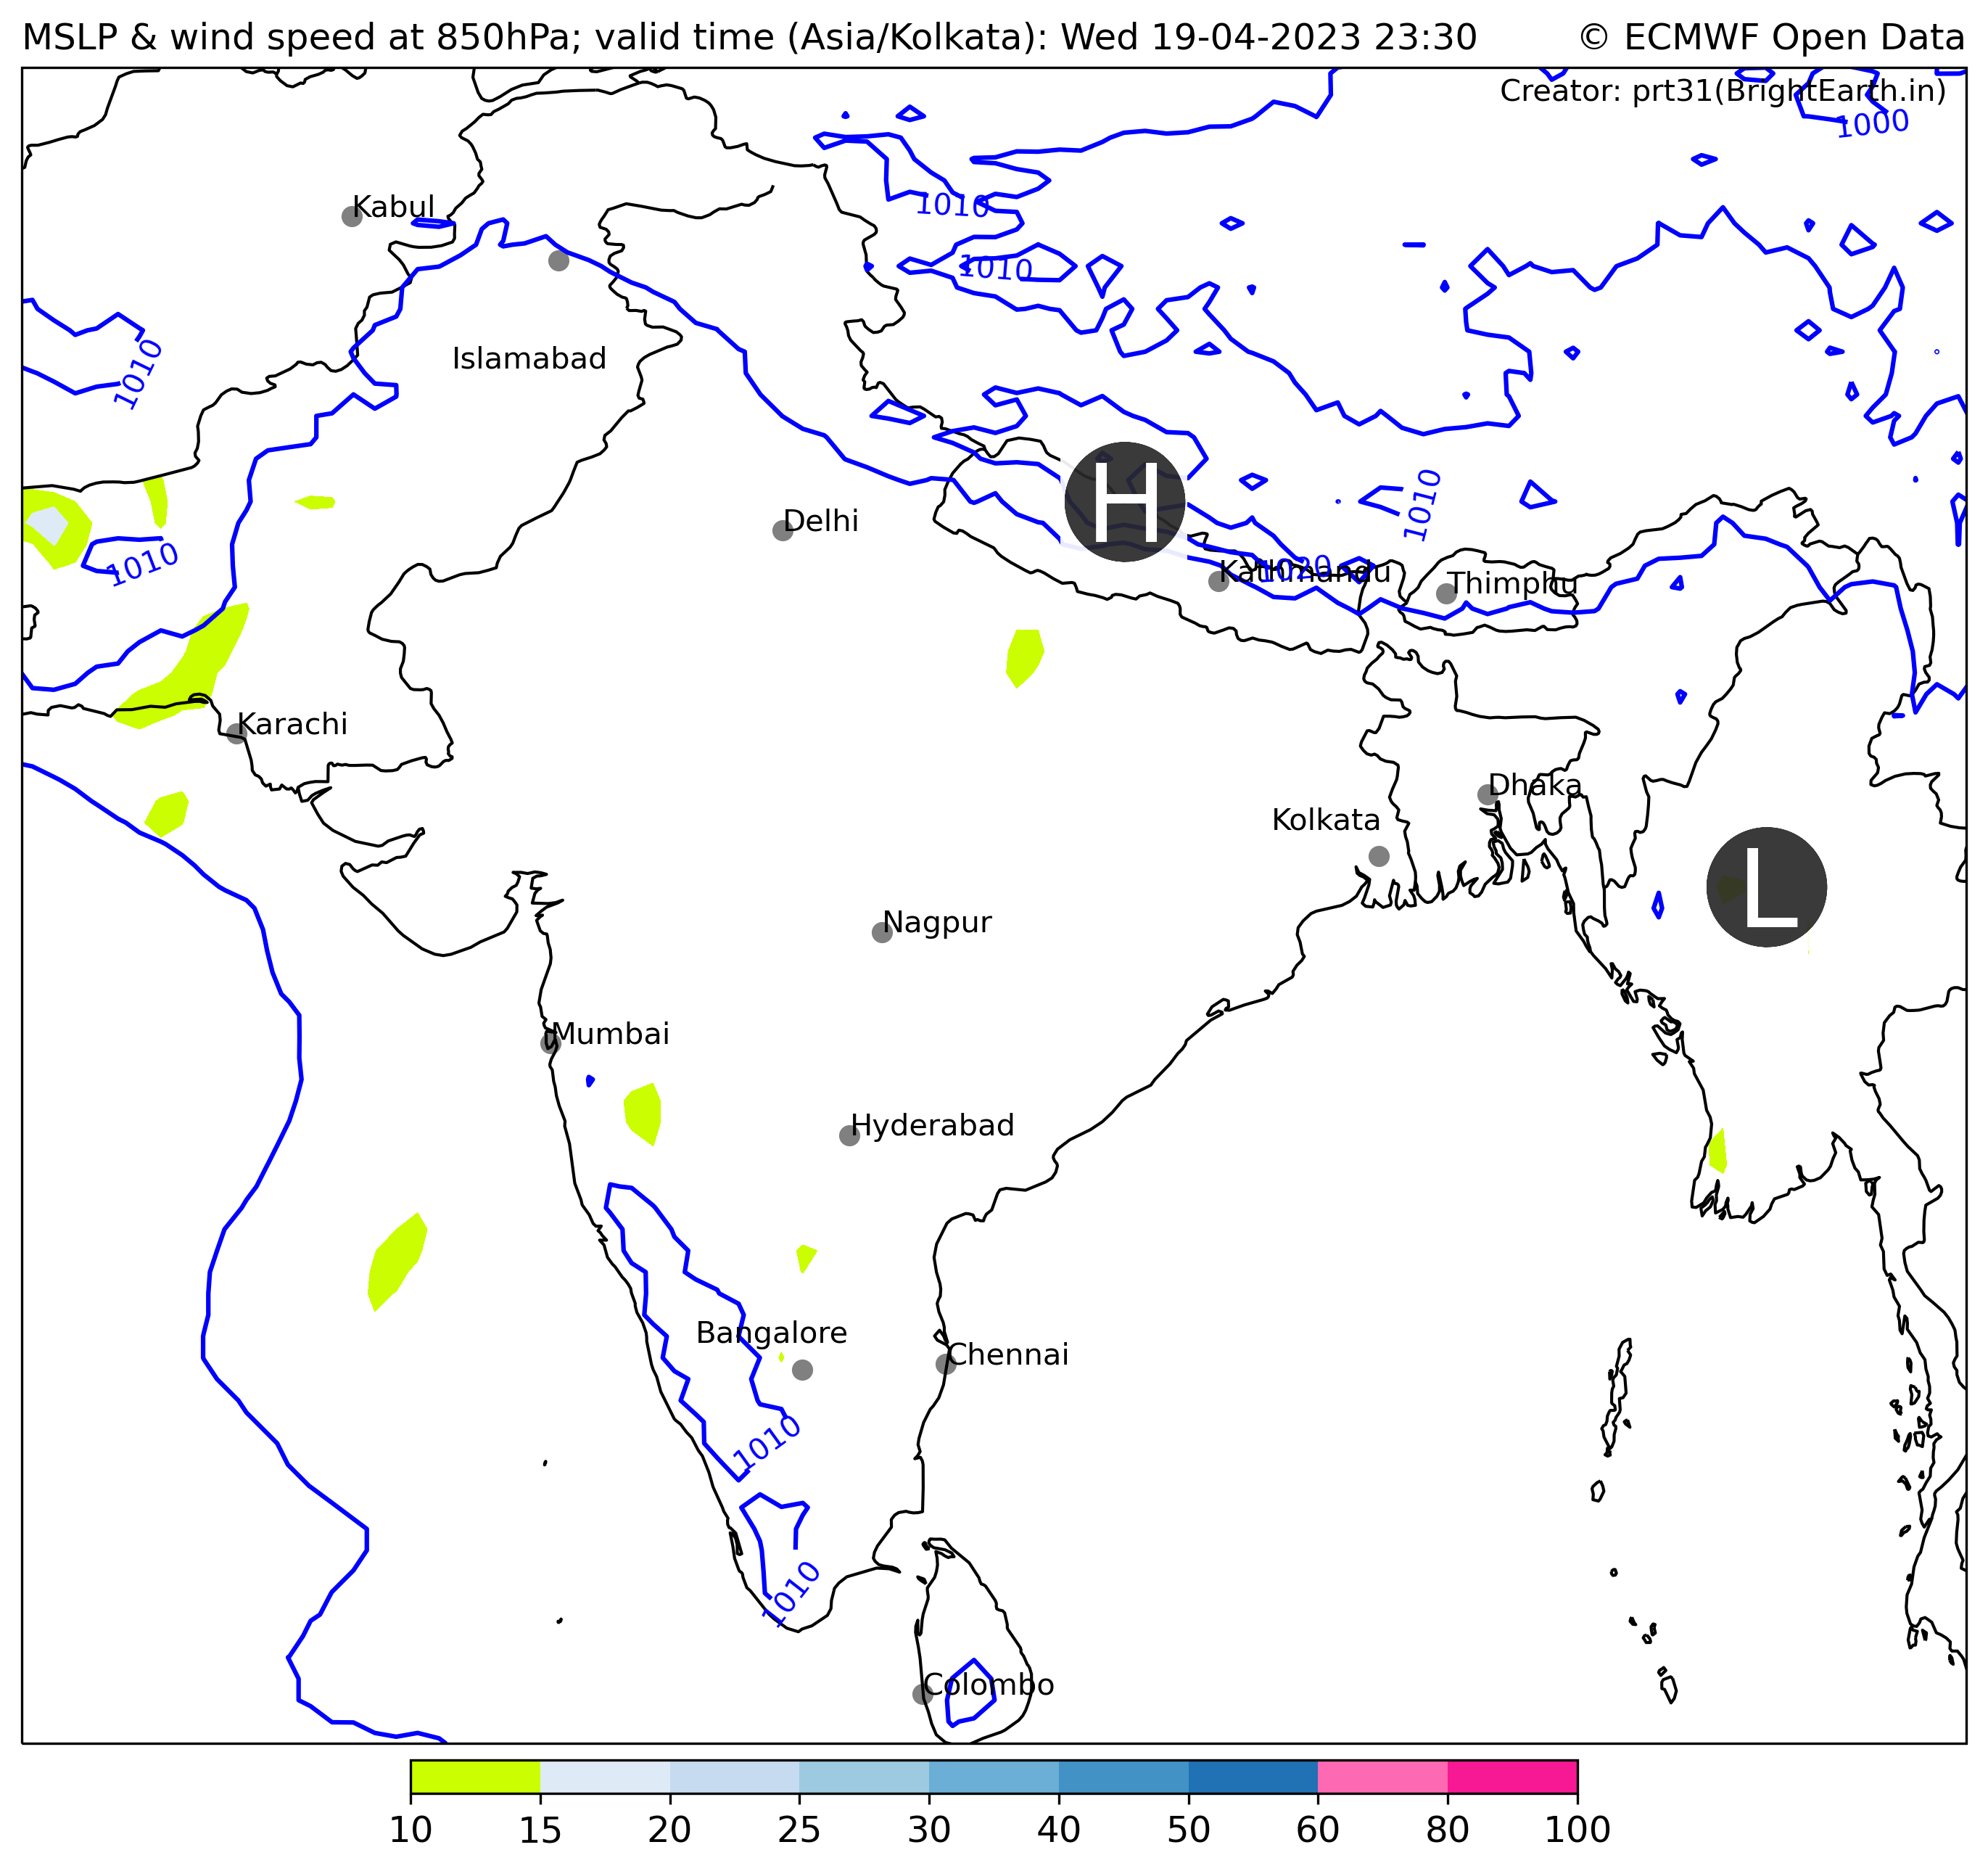 MSLP & wind speed at 850hPa; valid time (Asia/Kolkata): Wed 19-04-2023 23:30
© ECMWF Open Data
Creator: prt31(BrightEarth.in)
1000
Kabul
1010
1010
Islamabad
1010
H
1010
Delhi
1010
Kathmandu
1020
Thimphu
Karachi
Dhaka
Kolkata
L
Nagpur
Mumbai
Hyderabad
Bangalore
Chennai
1010
1010
Colombo
10 15 20 25 30 40 50 60 80 100